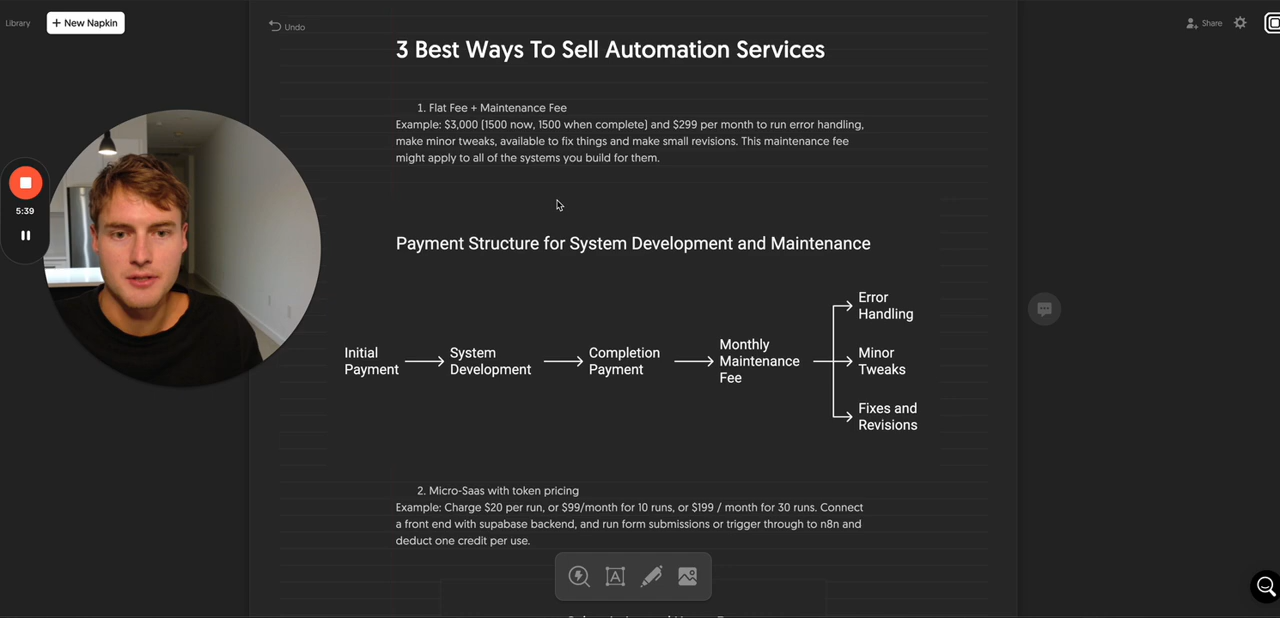 Library
+ New Napkin
Undo
Share
3 Best Ways To Sell Automation Services
1. Flat Fee + Maintenance Fee
Example: $3,000 (1500 now, 1500 when complete) and $299 per month to run error handling,
make minor tweaks, available to fix things and make small revisions. This maintenance fee
might apply to all of the systems you build for them.
5:39
Payment Structure for System Development and Maintenance
Initial
Payment
System
Development
Completion
Payment
Monthly
Maintenance
Fee
Error
Handling
Minor
Tweaks
Fixes and
Revisions
2. Micro-Saas with token pricing
Example: Charge $20 per run, or $99/month for 10 runs, or $199 / month for 30 runs. Connect
a front end with supabase backend, and run form submissions or trigger through to n8n and
deduct one credit per use.
A